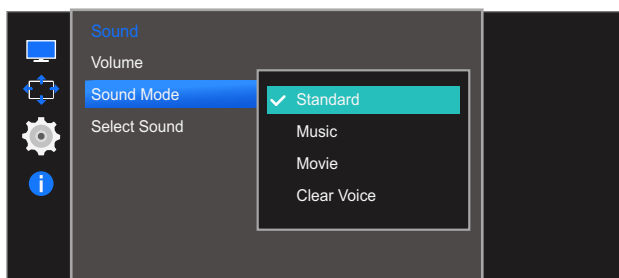 Sound
Volume
Sound Mode
Select Sound
Standard
Music
Movie
Clear Voice